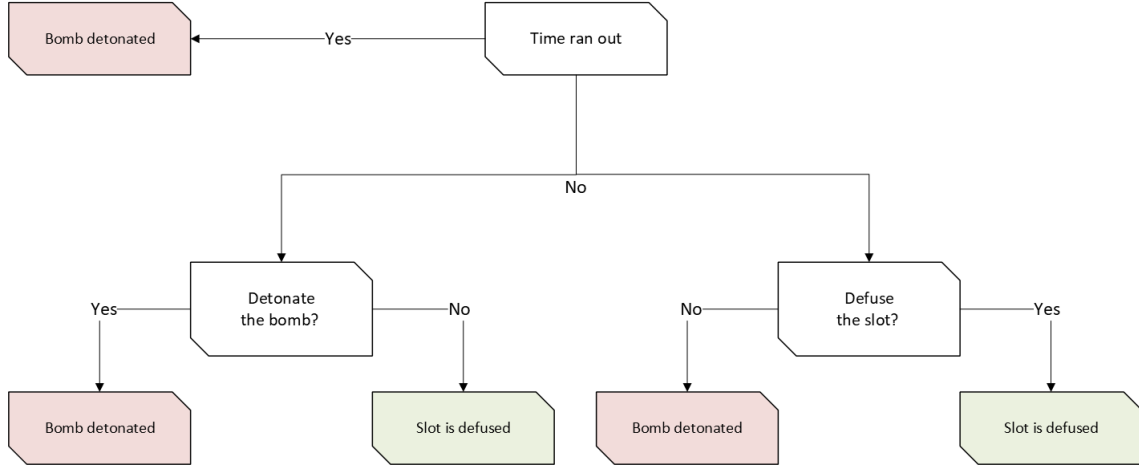 Bomb detonated
Yes
Time ran out
No
Detonate
the bomb?
Defuse
the slot?
Yes
No
No
Yes
Bomb detonated
Slot is defused
Bomb detonated
Slot is defused